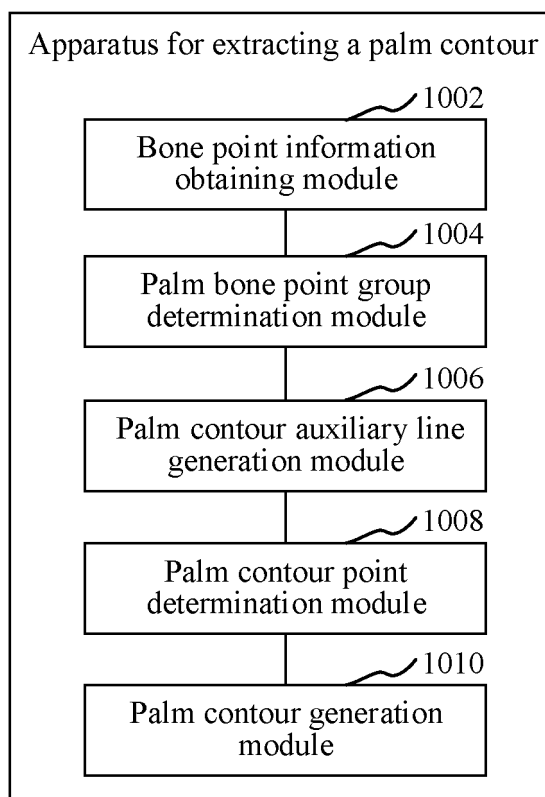 Apparatus for extracting a palm contour
1002
Bone point information
obtaining module
1004
Palm bone point group
determination module
1006
Palm contour auxiliary line
generation module
1008
Palm contour point
determination module
1010
Palm contour generation
module